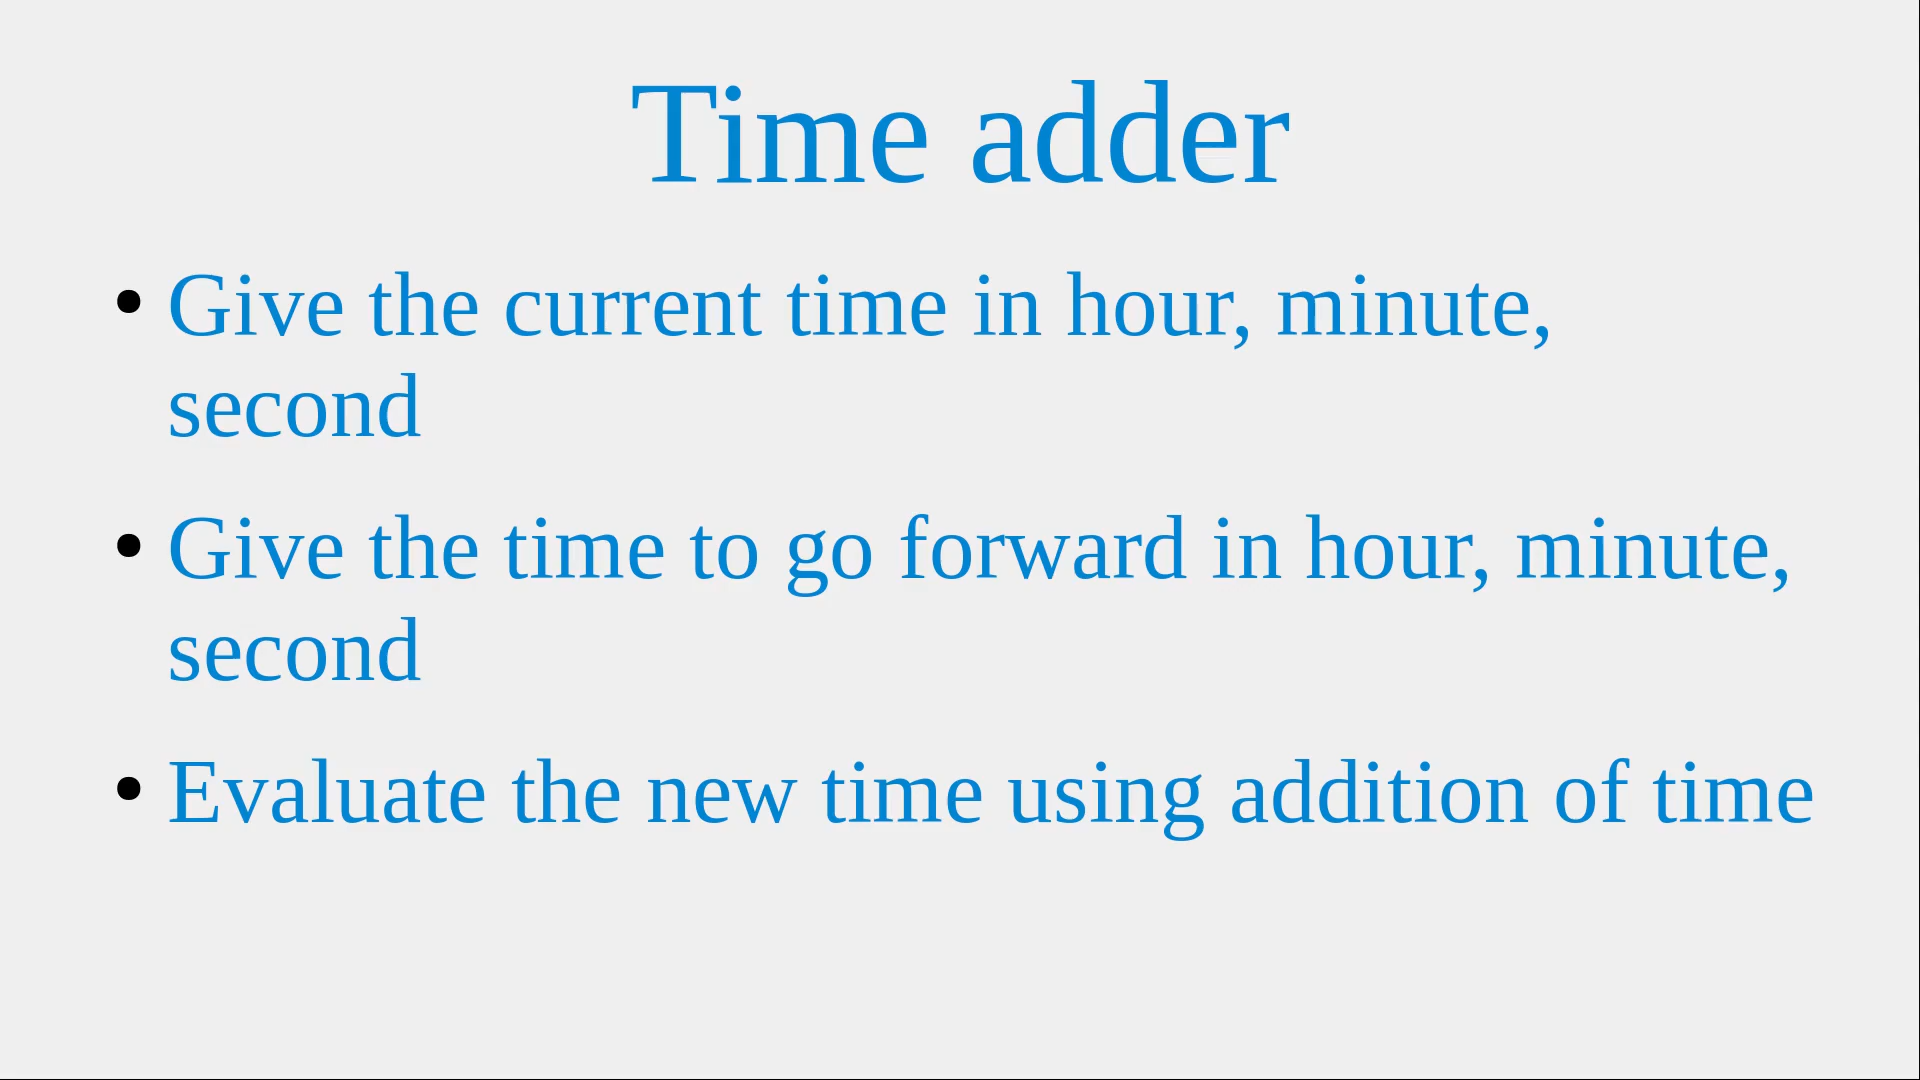 Time adder
• Give the current time in hour, minute,
second
• Give the time to go forward in hour, minute,
second
• Evaluate the new time using addition of time